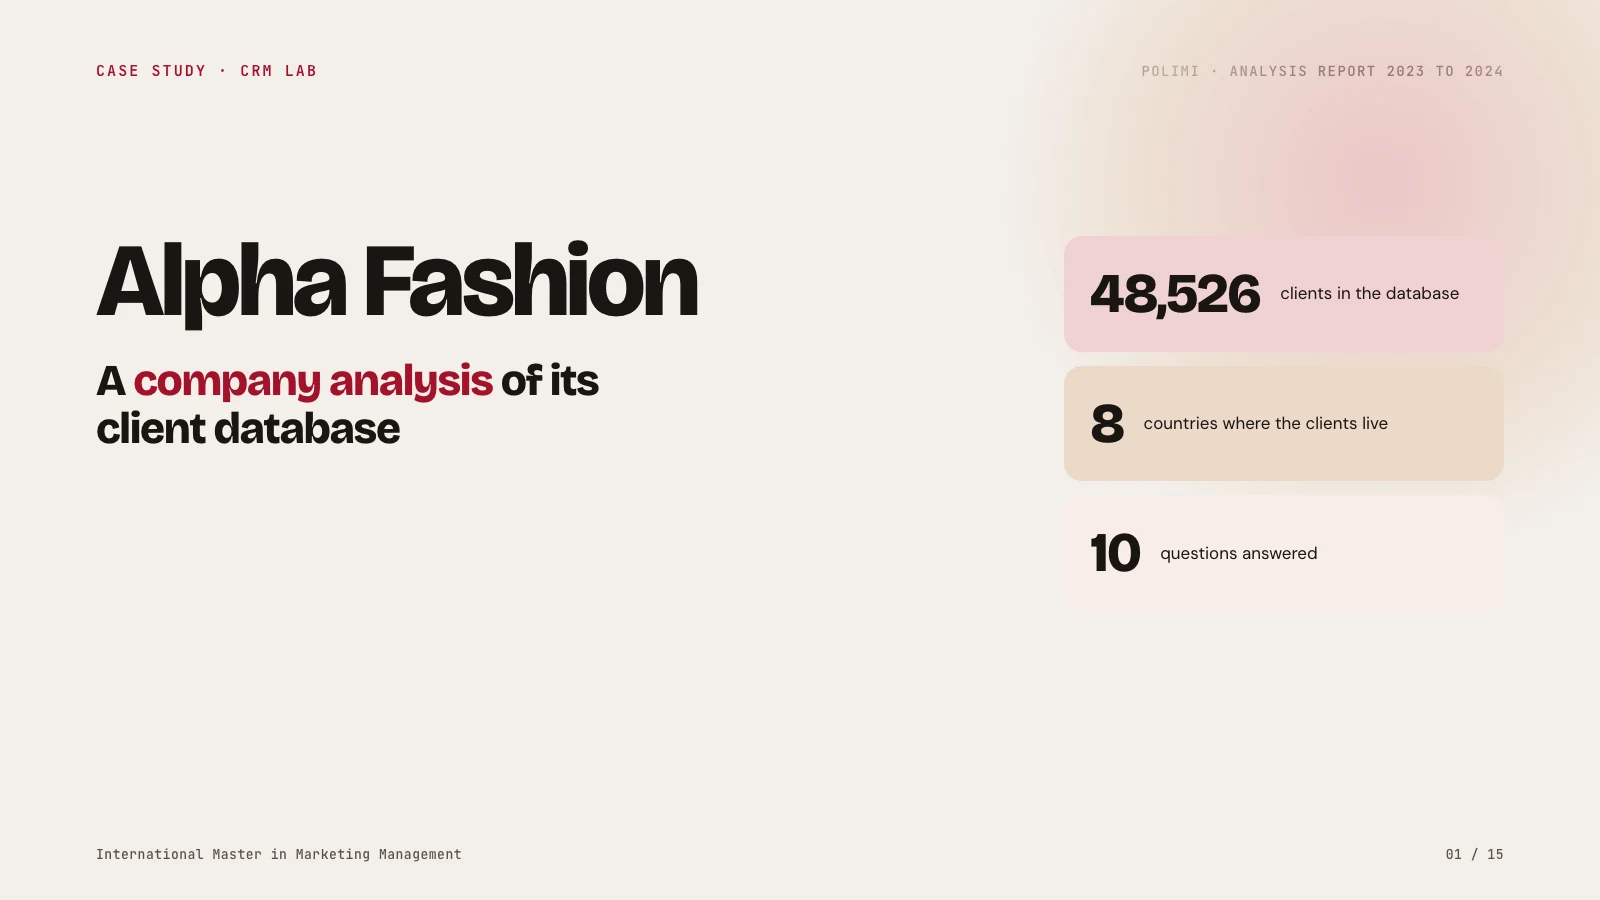 CASE STUDY · CRM LAB
POLIMI · ANALYSIS REPORT 2023 TO 2024
Alpha Fashion
A company analysis of its
client database
48,526 clients in the database
8 countries where the clients live
10 questions answered
International Master in Marketing Management
01 / 15